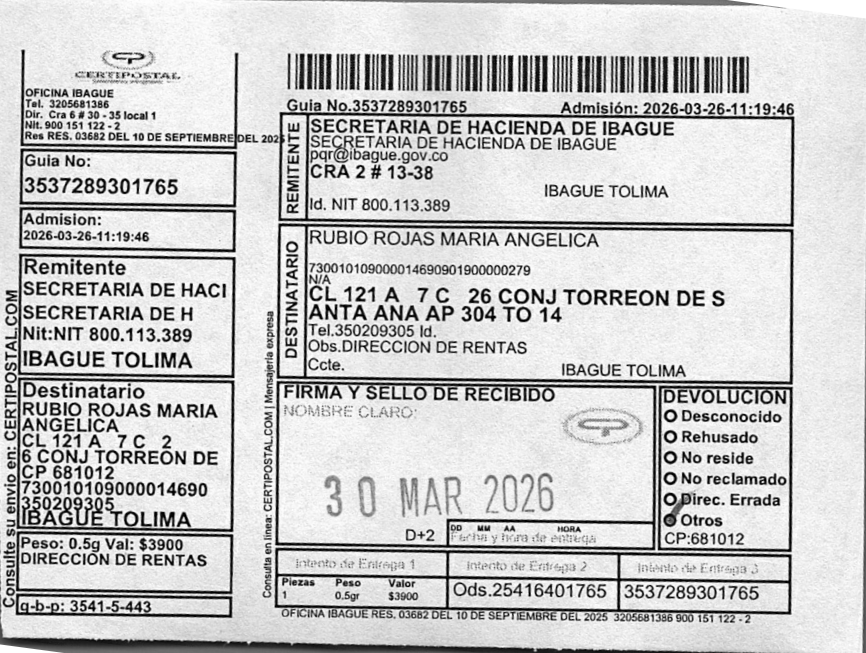 CERTIPOSTAL
OFICINA IBAGUE
Tel. 3205681386
Dir. Cra 6 # 30 - 35 local 1
Nit. 900 151 122 - 2
Res RES. 03682 DEL 10 DE SEPTIEMBRE DEL 2025
Guia No:
3537289301765
Admision:
2026-03-26-11:19:46
Remitente
SECRETARIA DE HACI
SECRETARIA DE H
Nit:NIT 800.113.389
IBAGUE TOLIMA
Destinatario
RUBIO ROJAS MARIA
ANGELICA
CL 121 A 7 C 2
6 CONJ TORREON DE
CP 681012
730010109000014690
350209305
IBAGUE TOLIMA
Peso: 0.5g Val: $3900
DIRECCION DE RENTAS
q-b-p: 3541-5-443
Consulte su envio en: CERTIPOSTAL.COM
Guia No.3537289301765
Admisión: 2026-03-26-11:19:46
REMITENTE
SECRETARIA DE HACIENDA DE IBAGUE
SECRETARIA DE HACIENDA DE IBAGUE
pqr@ibague.gov.co
CRA 2 # 13-38
IBAGUE TOLIMA
Id. NIT 800.113.389
DESTINATARIO
RUBIO ROJAS MARIA ANGELICA
730010109000014690901900000279
N/A
CL 121 A 7 C 26 CONJ TORREON DE S
ANTA ANA AP 304 TO 14
Tel.350209305 Id.
Obs.DIRECCION DE RENTAS
Ccte.
IBAGUE TOLIMA
Consulta en línea: CERTIPOSTAL.COM | Mensajeria expresa
FIRMA Y SELLO DE RECIBIDO
NOMBRE CLARO:
30 MAR 2026
D+2
DD MM AA HORA
Fecha y hora de entrega
DEVOLUCION
Desconocido
Rehusado
No reside
No reclamado
Direc. Errada
Otros
CP:681012
Intento de Entrega 1
Intento de Entrega 2
Intento de Entrega 3
Piezas Peso Valor
1 0.5gr $3900
Ods.25416401765
3537289301765
OFICINA IBAGUE RES. 03682 DEL 10 DE SEPTIEMBRE DEL 2025 3205681386 900 151 122 - 2